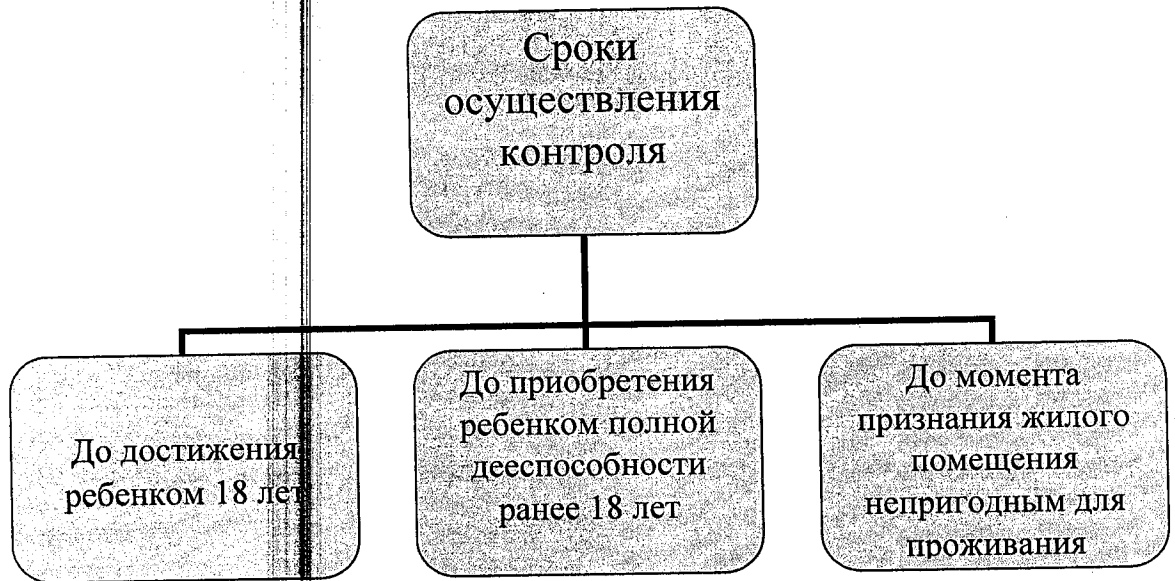 Сроки
осуществления
контроля
До достижения
ребенком 18 лет
До приобретения
ребенком полной
дееспособности
ранее 18 лет
До момента
признания жилого
помещения
непригодным для
проживания